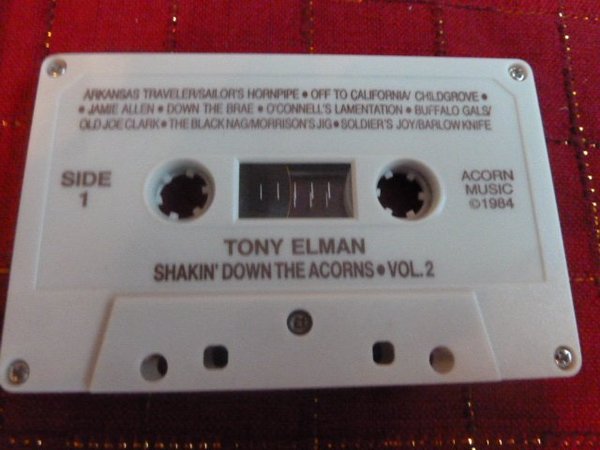 ARKANSAS TRAVELER/SAILOR'S HORNPIPE • OFF TO CALIFORNIA/ CHILDGROVE •
• JAMIE ALLEN • DOWN THE BRAE • O'CONNELL'S LAMENTATION • BUFFALO GALS/
OLD JOE CLARK • THE BLACK NAG/MORRISON'S JIG • SOLDIER'S JOY/BARLOW KNIFE
SIDE
1
ACORN
MUSIC
©1984
TONY ELMAN
SHAKIN' DOWN THE ACORNS • VOL. 2